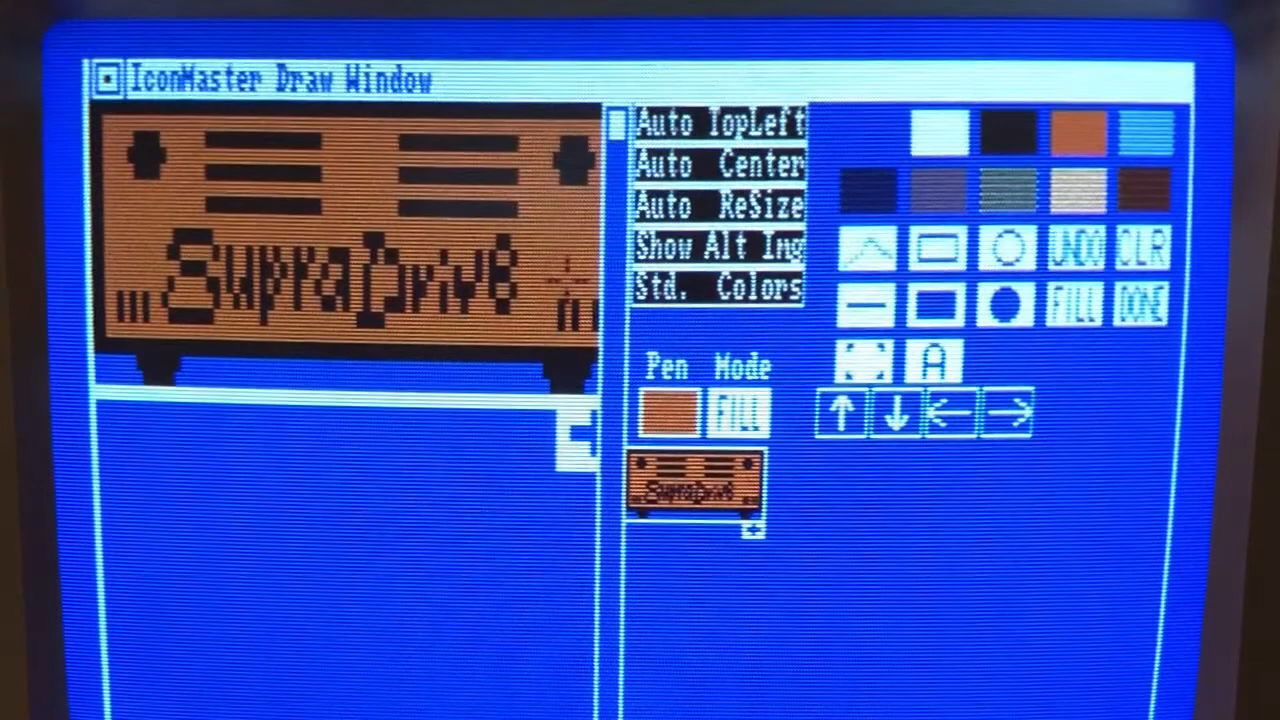 IconMaster Draw Window
Auto TopLeft
Auto Center
Auto ReSize
Show Alt Img
Std. Colors
UNDO CLR
FILL DONE
A
Pen Mode
FILL
SupraDrive
SupraDrive